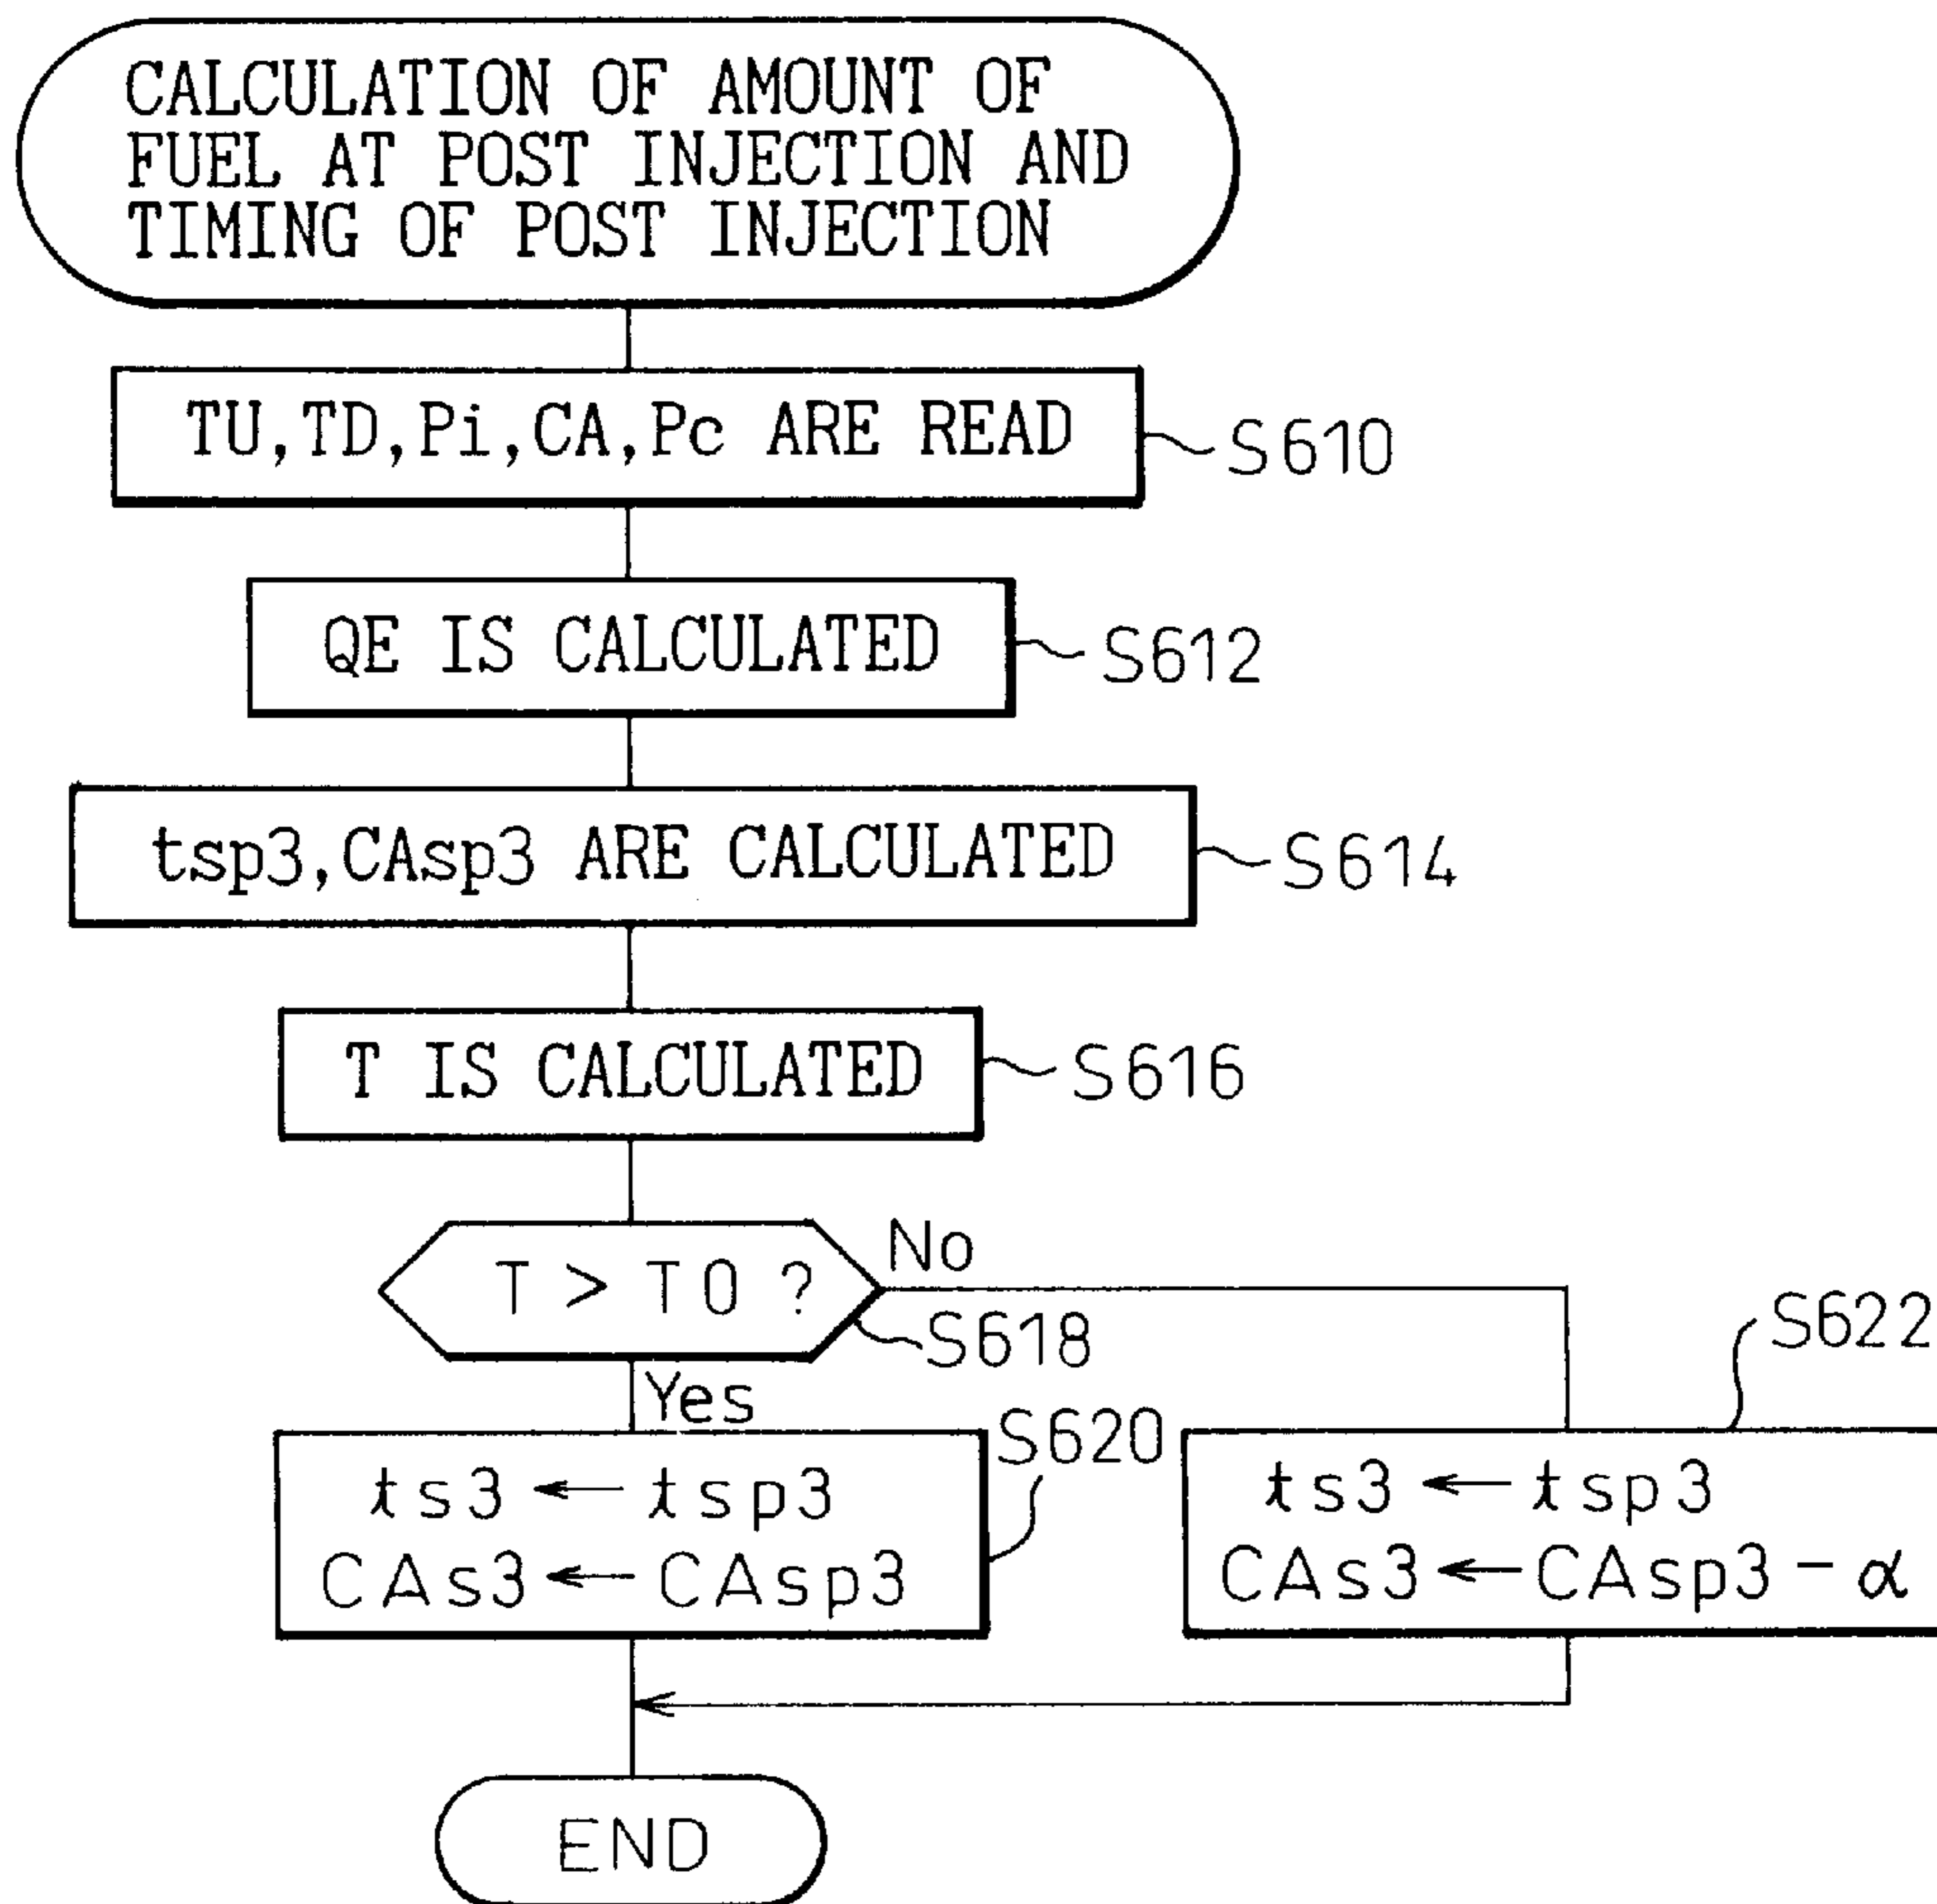 CALCULATION OF AMOUNT OF
FUEL AT POST INJECTION AND
TIMING OF POST INJECTION
TU,TD,Pi,CA,Pc ARE READ
S610
QE IS CALCULATED
S612
tsp3,CAsp3 ARE CALCULATED
S614
T IS CALCULATED
S616
T > T0 ?
No
S618
Yes
S620
ts3 ← tsp3
CAs3 ← CAsp3
S622
ts3 ← tsp3
CAs3 ← CAsp3 - α
END